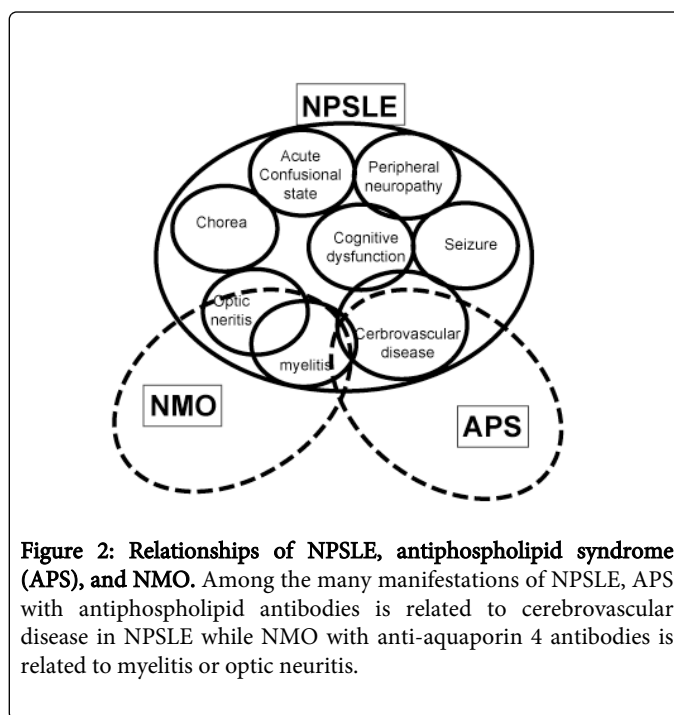 NPSLE
Acute
Confusional
state
Peripheral
neuropathy
Chorea
Cognitive
dysfunction
Seizure
Optic
neritis
myelitis
Cerbrovascular
disease
NMO
APS
Figure 2: Relationships of NPSLE, antiphospholipid syndrome
(APS), and NMO. Among the many manifestations of NPSLE, APS
with antiphospholipid antibodies is related to cerebrovascular
disease in NPSLE while NMO with anti-aquaporin 4 antibodies is
related to myelitis or optic neuritis.